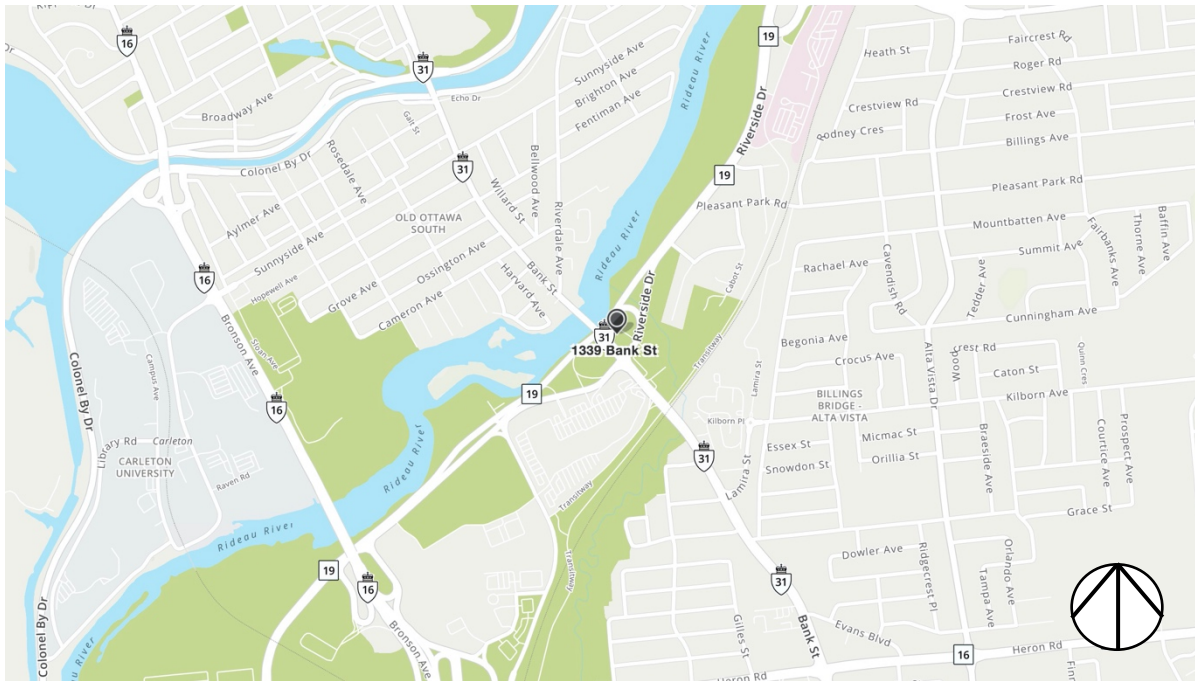 16
31
19
Heath St
Faircrest Rd
Roger Rd
Crestview Rd
Crestview Rd
Frost Ave
Rodney Cres
Billings Ave
Sunnyside Ave
Brighton Ave
Fentiman Ave
Echo Dr
Galt St
Broadway Ave
Colonel By Dr
Rosedale Ave
Rideau River
Riverside Dr
31
19
Bellwood Ave
Willard St
Riverdale Ave
Pleasant Park Rd
Pleasant Park Rd
Aylmer Ave
OLD OTTAWA
SOUTH
Sunnyside Ave
Ossington Ave
Mountbatten Ave
Summit Ave
Fairbanks Ave
Thorne Ave
Baffin Ave
Rachael Ave
Cavendish Rd
Tedder Ave
Cabot St
Rideau River
Riverside Dr
Bank St
Harvard Ave
16
Hopewell Ave
Grove Ave
Cameron Ave
Bronson Ave
Sloan Ave
31
1339 Bank St
Cunningham Ave
Begonia Ave
Crocus Ave
crest Rd
Wood
Caton St
Quinn Cres
Alta Vista Dr
Transitway
Lamira St
Colonel By Dr
Campus Ave
16
19
BILLINGS
BRIDGE -
ALTA VISTA
Kilborn Ave
Kilborn Pl
Library Rd
Carleton
CARLETON
UNIVERSITY
Raven Rd
Rideau River
31
Essex St
Snowdon St
Micmac St
Orillia St
Braeside Ave
Courtice Ave
Prospect Ave
Lamira St
Transitway
Grace St
Rideau River
19
16
Transitway
31
Dowler Ave
Ridgecrest Pl
Orlando Ave
Tampa Ave
Gilles St
Bank St
Evans Blvd
Bronson Ave
Colonel By Dr
16
Heron Rd
Heron Rd